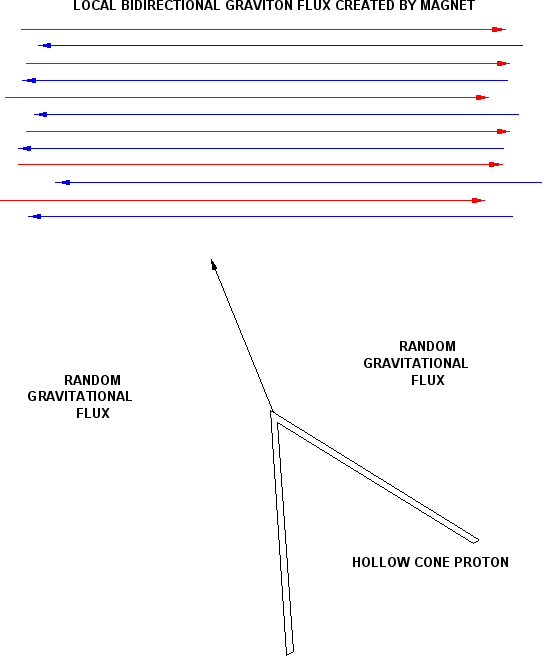 LOCAL BIDIRECTIONAL GRAVITON FLUX CREATED BY MAGNET
RANDOM
GRAVITATIONAL
FLUX
RANDOM
GRAVITATIONAL
FLUX
HOLLOW CONE PROTON